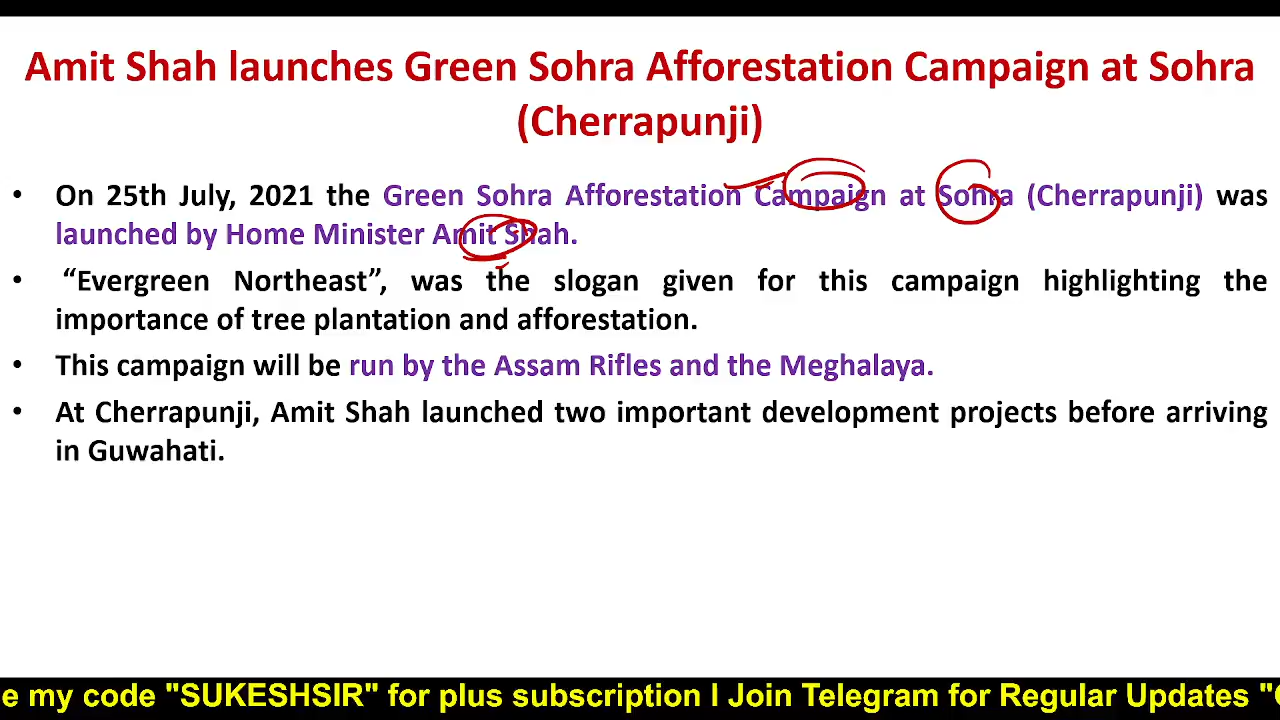 Amit Shah launches Green Sohra Afforestation Campaign at Sohra
(Cherrapunji)
• On 25th July, 2021 the Green Sohra Afforestation Campaign at Sohra (Cherrapunji) was
launched by Home Minister Amit Shah.
• “Evergreen Northeast”, was the slogan given for this campaign highlighting the
importance of tree plantation and afforestation.
• This campaign will be run by the Assam Rifles and the Meghalaya.
• At Cherrapunji, Amit Shah launched two important development projects before arriving
in Guwahati.
e my code "SUKESHSIR" for plus subscription I Join Telegram for Regular Updates "